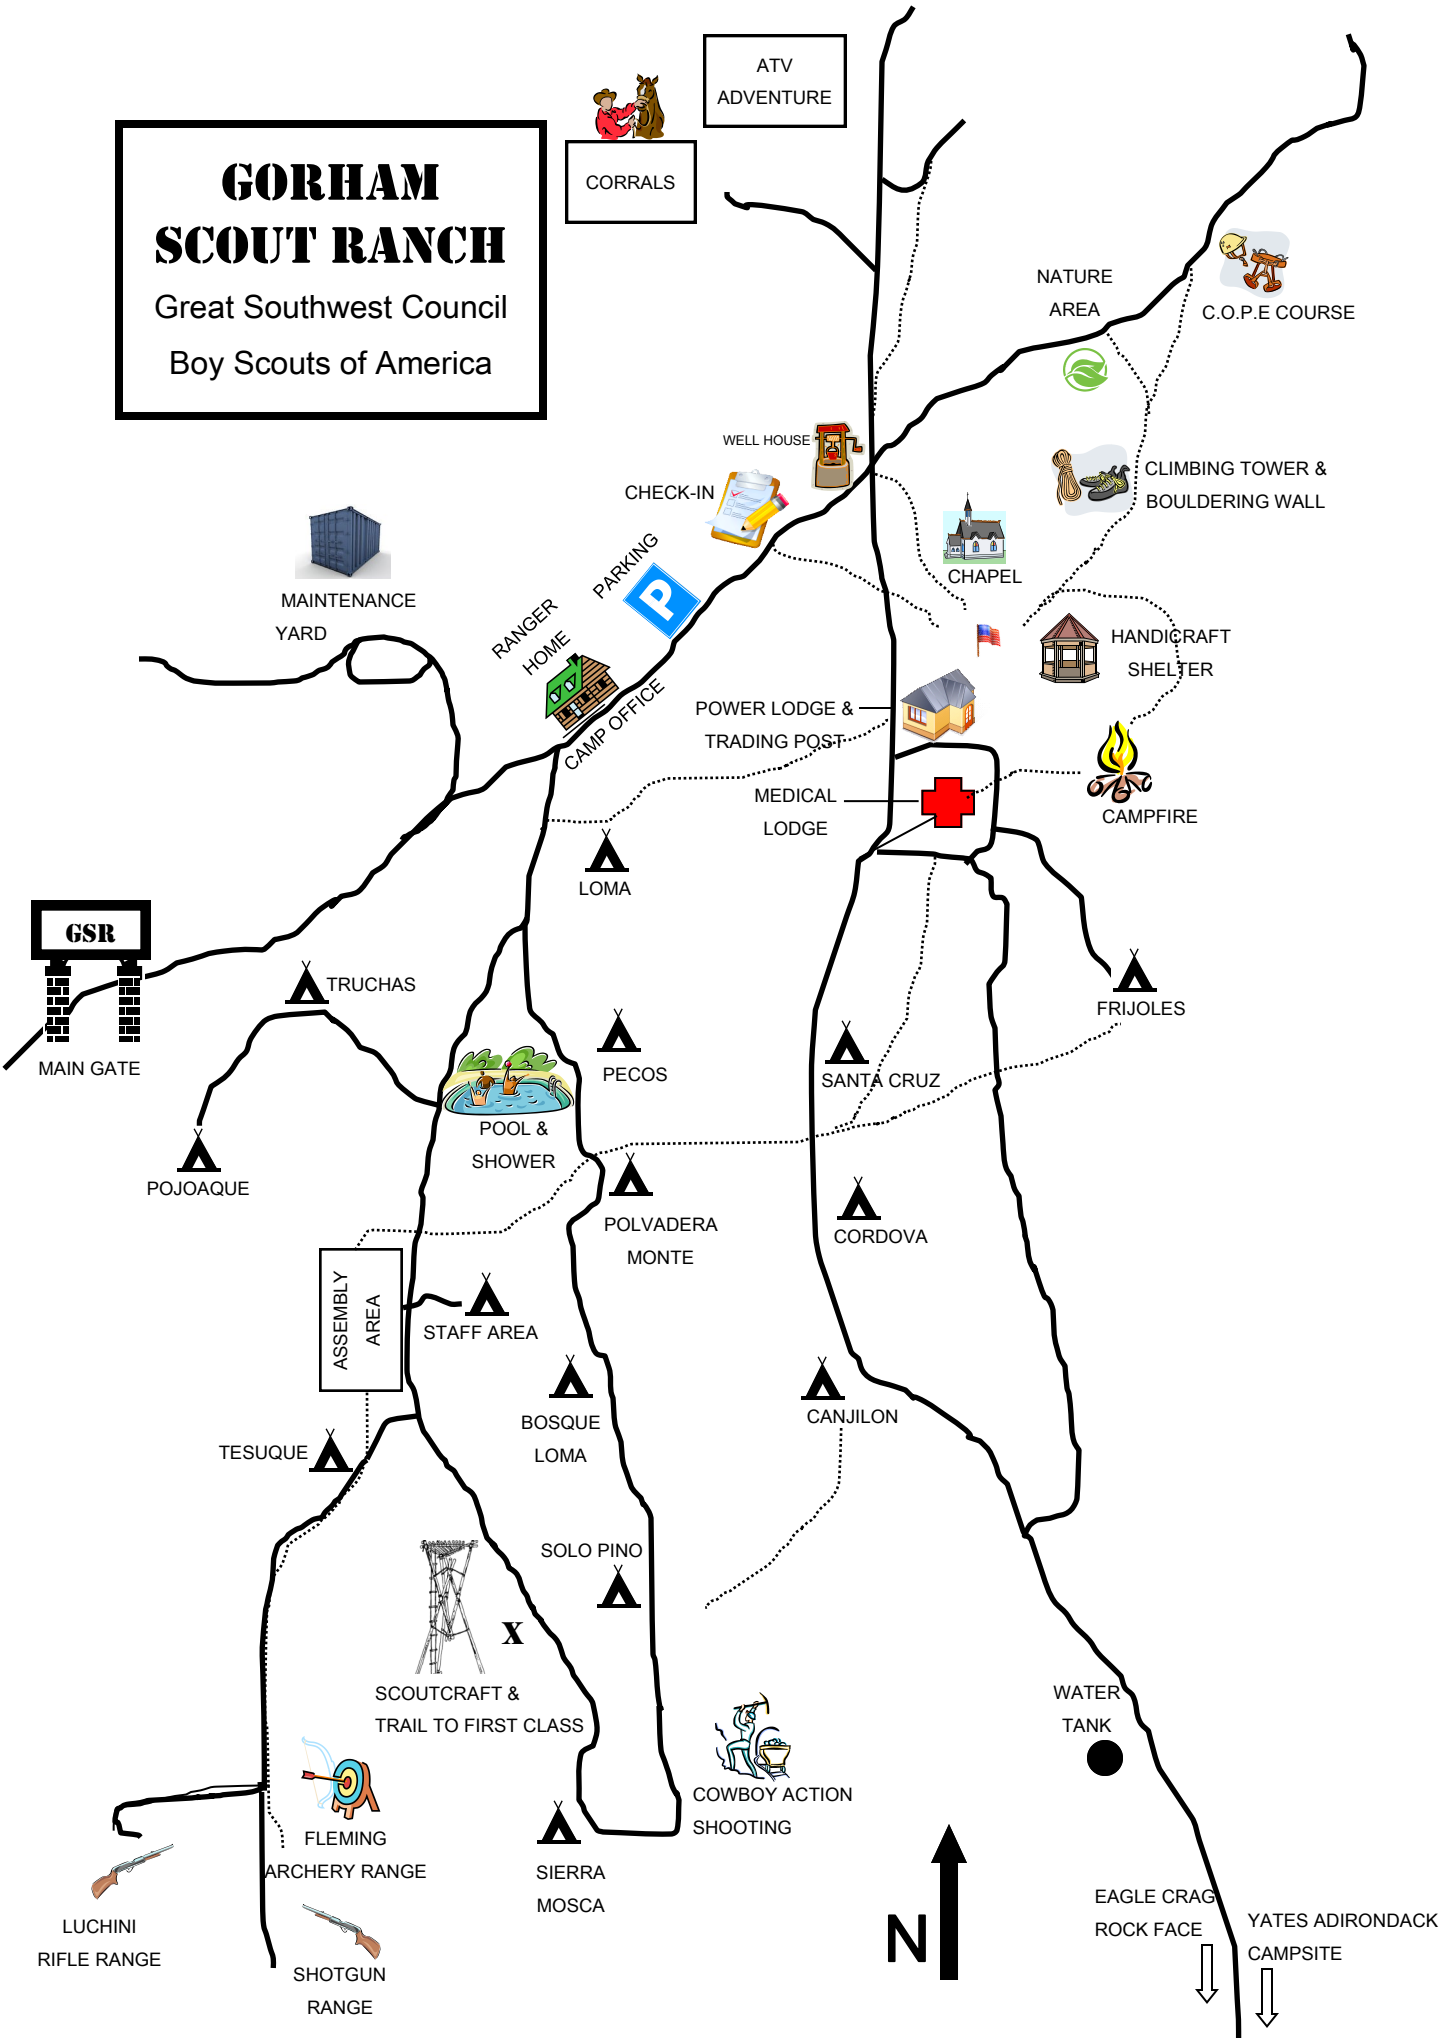 ATV
ADVENTURE
CORRALS
GORHAM
SCOUT RANCH
Great Southwest Council
Boy Scouts of America
NATURE
AREA
C.O.P.E COURSE
WELL HOUSE
CHECK-IN
CLIMBING TOWER &
BOULDERING WALL
PARKING
P
CHAPEL
MAINTENANCE
YARD
RANGER
HOME
CAMP OFFICE
HANDICRAFT
SHELTER
POWER LODGE &
TRADING POST
MEDICAL
LODGE
CAMPFIRE
LOMA
GSR
MAIN GATE
TRUCHAS
FRIJOLES
PECOS
SANTA CRUZ
POOL &
SHOWER
POJOAQUE
POLVADERA
MONTE
CORDOVA
ASSEMBLY
AREA
STAFF AREA
BOSQUE
LOMA
CANJILON
TESUQUE
SOLO PINO
X
SCOUTCRAFT &
TRAIL TO FIRST CLASS
WATER
TANK
COWBOY ACTION
SHOOTING
FLEMING
ARCHERY RANGE
SIERRA
MOSCA
LUCHINI
RIFLE RANGE
SHOTGUN
RANGE
N
EAGLE CRAG
ROCK FACE
YATES ADIRONDACK
CAMPSITE